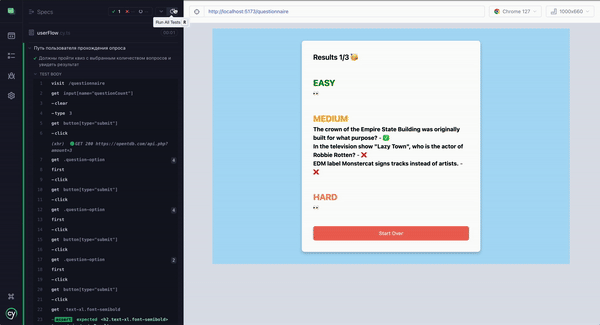 Specs
1
Run All Tests
http://localhost:5173/questionnaire
Chrome 127
1000x660
userFlow
00:01
Путь пользователя прохождения опроса
Должен пройти квиз с выбранным количеством вопросов и
увидеть результат
TEST BODY
1 visit /questionnaire
2 get input[name="questionCount"]
3 -clear
4 -type 3
5 get button[type="submit"]
6 -click
(xhr) GET 200 https://opentdb.com/api.php?
amount=3
7 get .question-option 4
8 first
9 -click
10 get button[type="submit"]
11 -click
12 get .question-option 4
13 first
14 -click
15 get button[type="submit"]
16 -click
17 get .question-option 2
18 first
19 -click
20 get button[type="submit"]
21 -click
22 get .text-xl.font-semibold
23 -assert expected <h2.text-xl.font-semibold>
Results 1/3
EASY
MEDIUM
The crown of the Empire State Building was originally
built for what purpose? - ✅
In the television show "Lazy Town", who is the actor of
Robbie Rotten? - ❌
EDM label Monstercat signs tracks instead of artists. -
❌
HARD
Start Over
cy